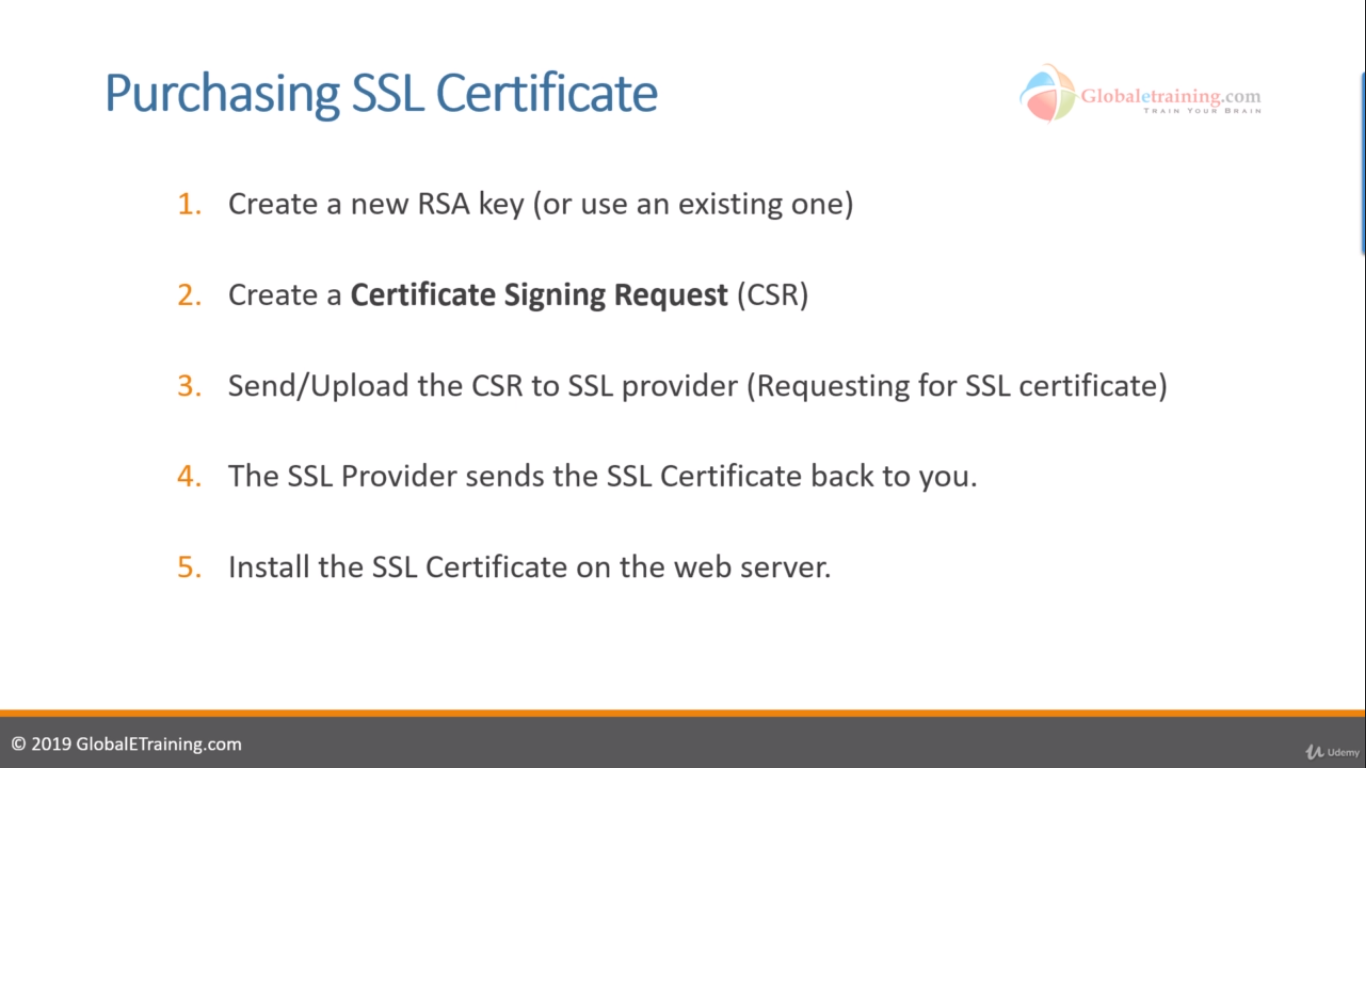 Purchasing SSL Certificate
Globaletraining.com
TRAIN YOUR BRAIN
1. Create a new RSA key (or use an existing one)
2. Create a Certificate Signing Request (CSR)
3. Send/Upload the CSR to SSL provider (Requesting for SSL certificate)
4. The SSL Provider sends the SSL Certificate back to you.
5. Install the SSL Certificate on the web server.
© 2019 GlobalETraining.com
Udemy